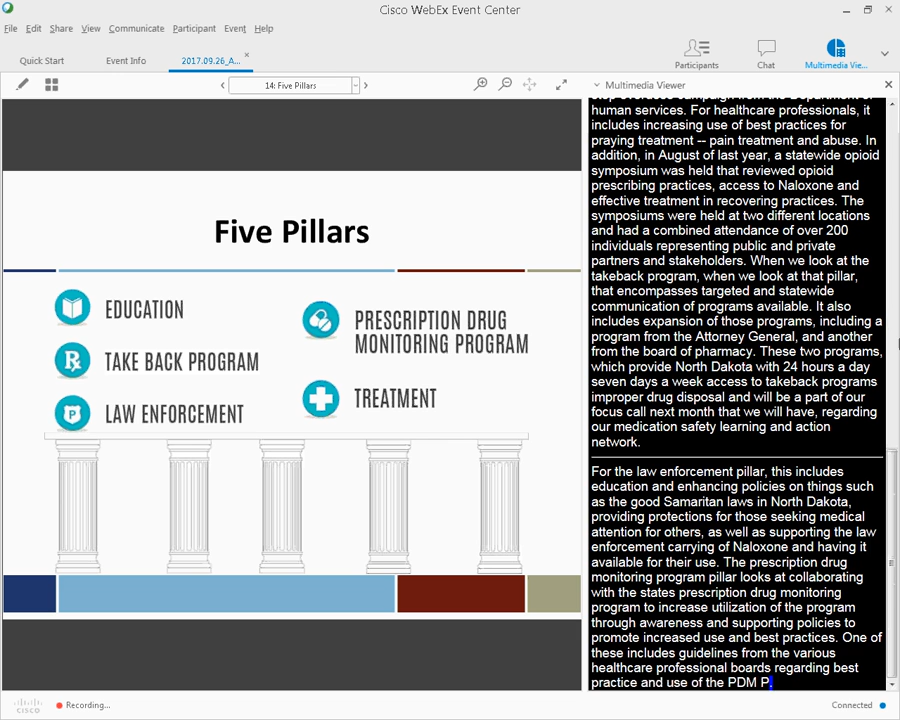 Cisco WebEx Event Center
File Edit Share View Communicate Participant Event Help
Quick Start
Event Info
2017.09.26_A...
Participants
Chat
Multimedia Vie...
14: Five Pillars
Multimedia Viewer
Five Pillars
EDUCATION
TAKE BACK PROGRAM
LAW ENFORCEMENT
PRESCRIPTION DRUG
MONITORING PROGRAM
TREATMENT
human services. For healthcare professionals, it
includes increasing use of best practices for
praying treatment -- pain treatment and abuse. In
addition, in August of last year, a statewide opioid
symposium was held that reviewed opioid
prescribing practices, access to Naloxone and
effective treatment in recovering practices. The
symposiums were held at two different locations
and had a combined attendance of over 200
individuals representing public and private
partners and stakeholders. When we look at the
takeback program, when we look at that pillar,
that encompasses targeted and statewide
communication of programs available. It also
includes expansion of those programs, including a
program from the Attorney General, and another
from the board of pharmacy. These two programs,
which provide North Dakota with 24 hours a day
seven days a week access to takeback programs
improper drug disposal and will be a part of our
focus call next month that we will have, regarding
our medication safety learning and action
network.
For the law enforcement pillar, this includes
education and enhancing policies on things such
as the good Samaritan laws in North Dakota,
providing protections for those seeking medical
attention for others, as well as supporting the law
enforcement carrying of Naloxone and having it
available for their use. The prescription drug
monitoring program pillar looks at collaborating
with the states prescription drug monitoring
program to increase utilization of the program
through awareness and supporting policies to
promote increased use and best practices. One of
these includes guidelines from the various
healthcare professional boards regarding best
practice and use of the PDM P.
cisco
Recording...
Connected